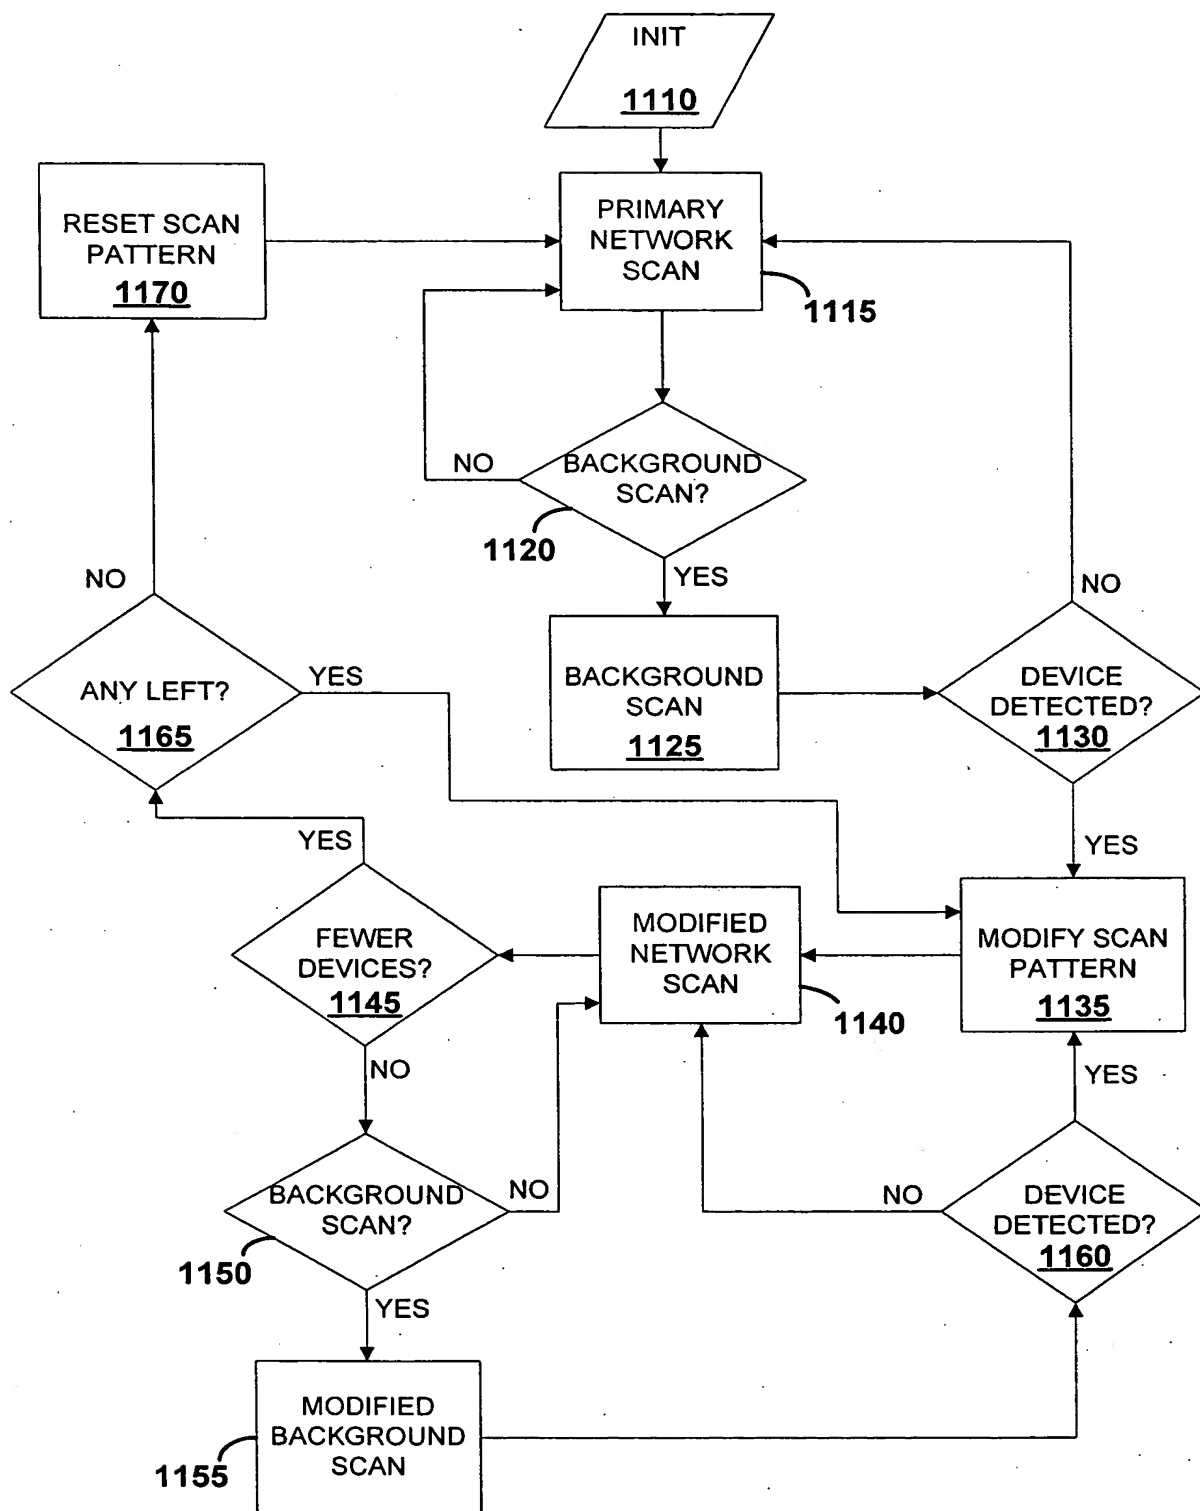 INIT
1110
RESET SCAN
PATTERN
1170
PRIMARY
NETWORK
SCAN
1115
NO
BACKGROUND
SCAN?
1120
YES
NO
NO
ANY LEFT?
1165
YES
BACKGROUND
SCAN
1125
DEVICE
DETECTED?
1130
YES
YES
FEWER
DEVICES?
1145
MODIFIED
NETWORK
SCAN
1140
MODIFY SCAN
PATTERN
1135
NO
YES
BACKGROUND
SCAN?
1150
NO
NO
DEVICE
DETECTED?
1160
YES
MODIFIED
BACKGROUND
SCAN
1155